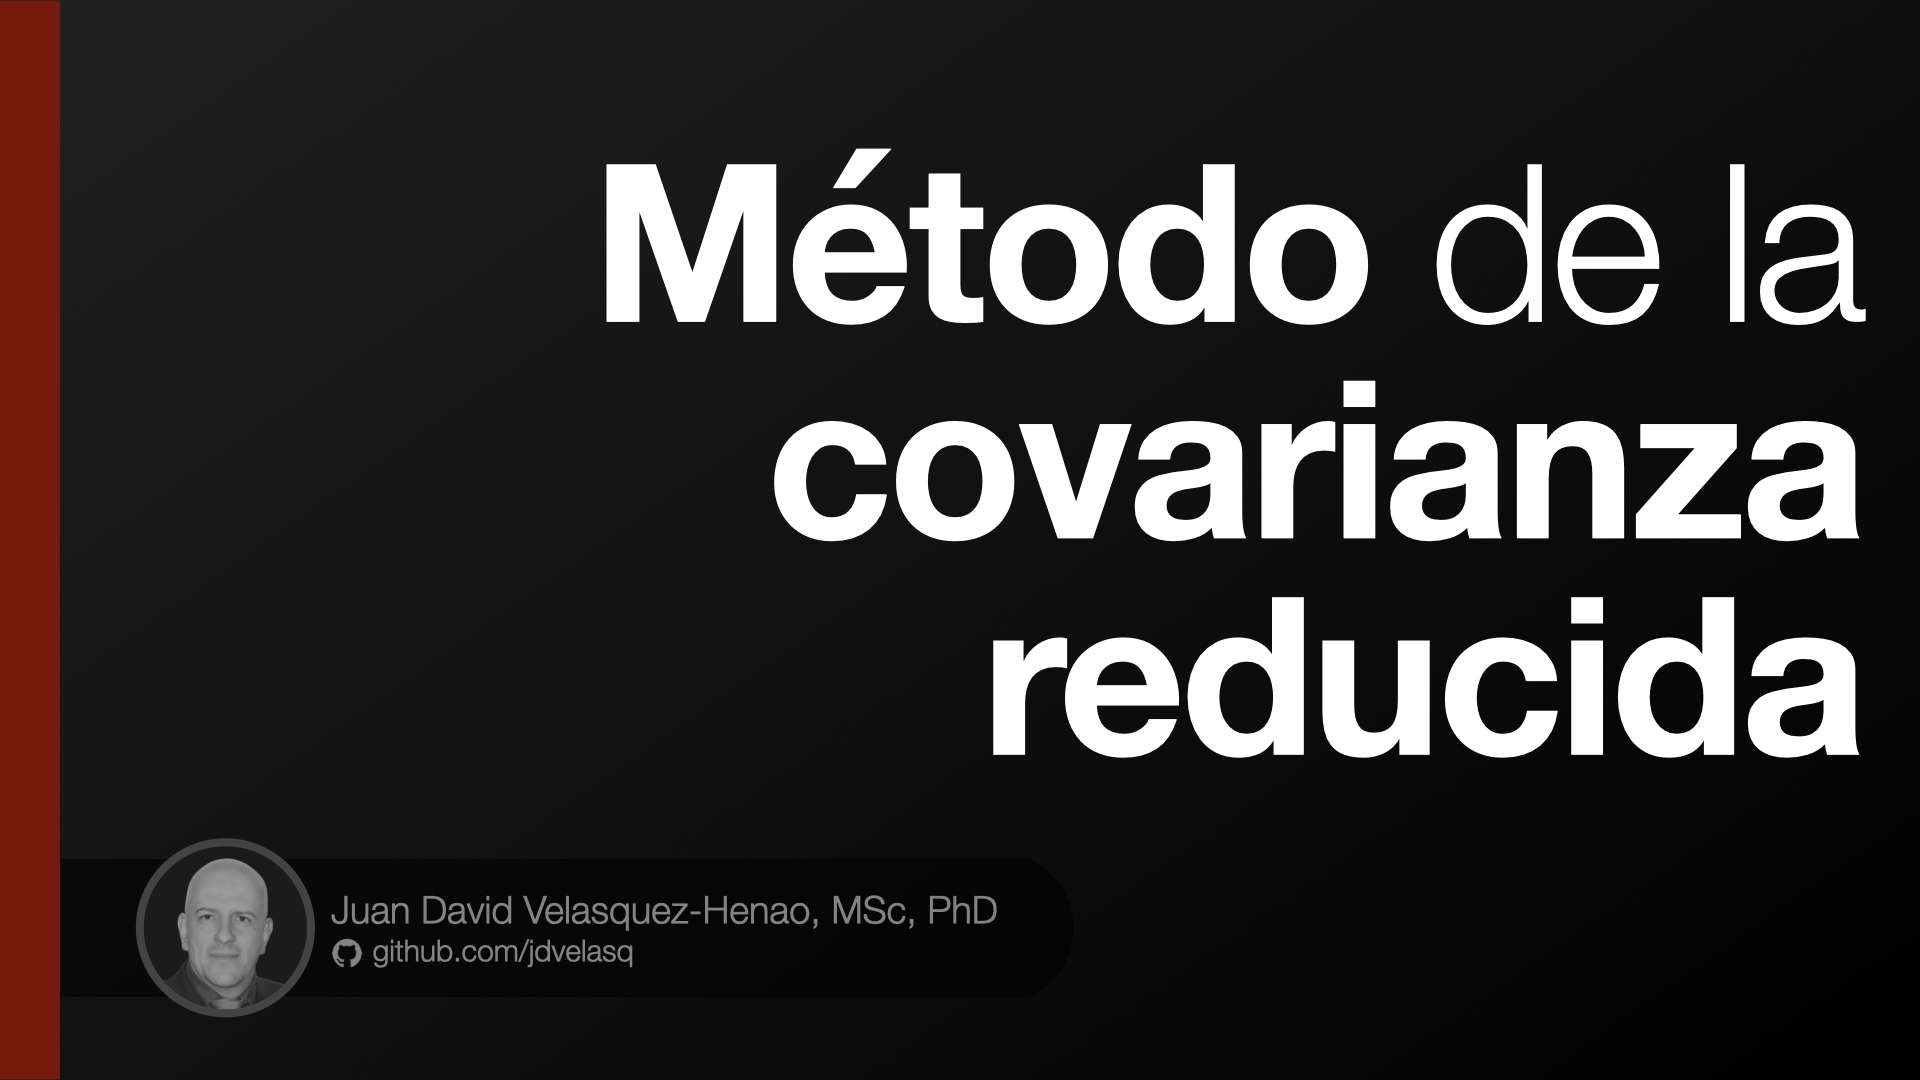 Método de la
covarianza
reducida
Juan David Velasquez-Henao, MSc, PhD
github.com/jdvelasq